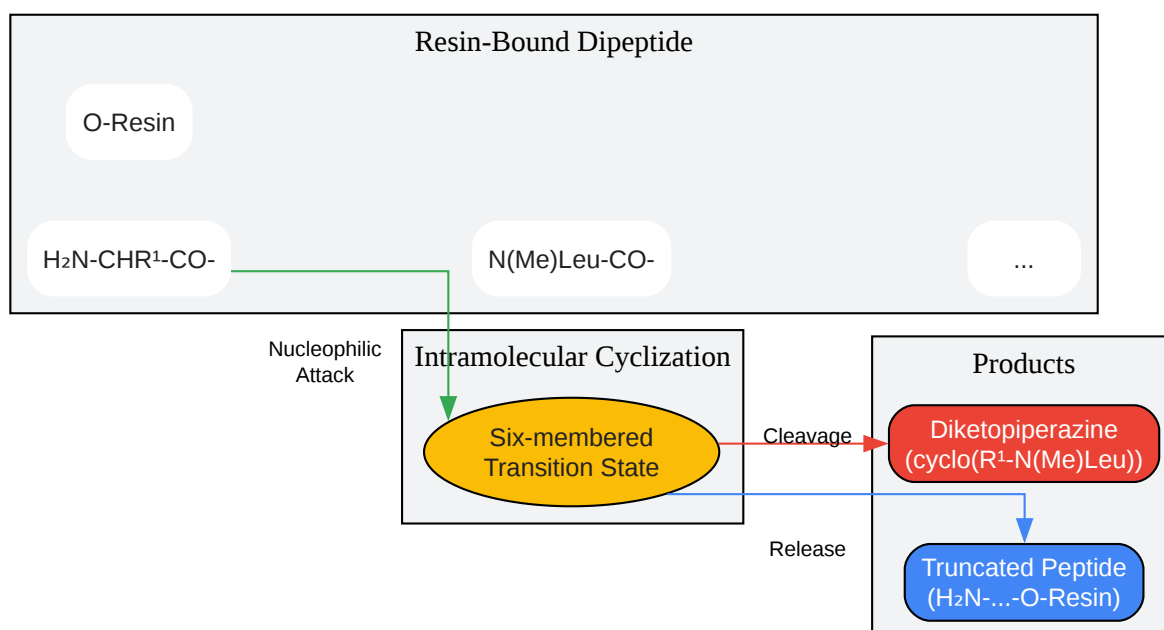 Resin-Bound Dipeptide
O-Resin
H₂N-CHR¹-CO-
N(Me)Leu-CO-
...
Nucleophilic
Attack
Intramolecular Cyclization
Six-membered
Transition State
Cleavage
Release
Products
Diketopiperazine
(cyclo(R¹-N(Me)Leu))
Truncated Peptide
(H₂N-...-O-Resin)